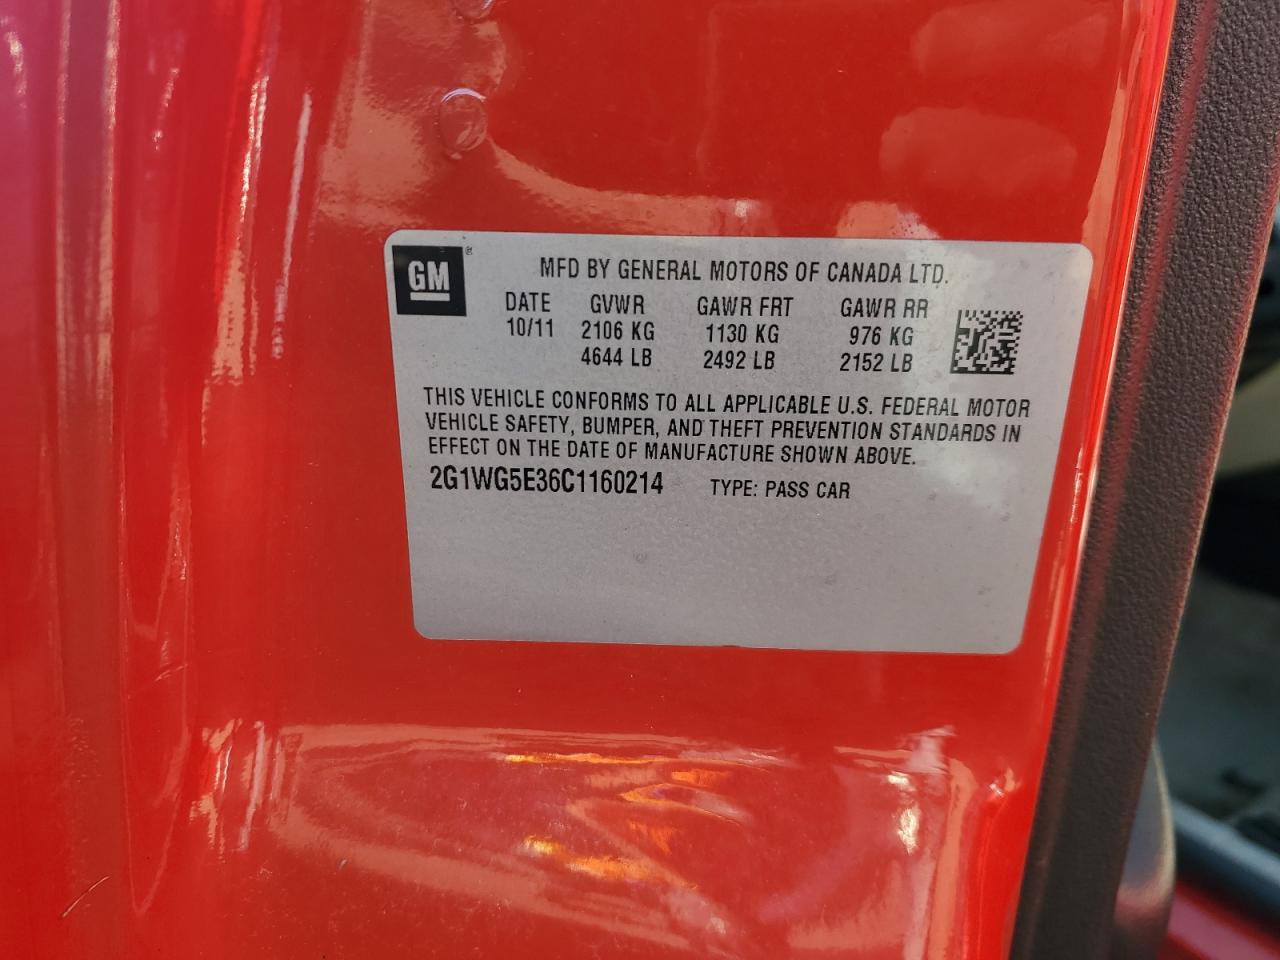 GM®
MFD BY GENERAL MOTORS OF CANADA LTD.
DATE GVWR GAWR FRT GAWR RR
10/11 2106 KG 1130 KG 976 KG
4644 LB 2492 LB 2152 LB
THIS VEHICLE CONFORMS TO ALL APPLICABLE U.S. FEDERAL MOTOR
VEHICLE SAFETY, BUMPER, AND THEFT PREVENTION STANDARDS IN
EFFECT ON THE DATE OF MANUFACTURE SHOWN ABOVE.
2G1WG5E36C1160214 TYPE: PASS CAR